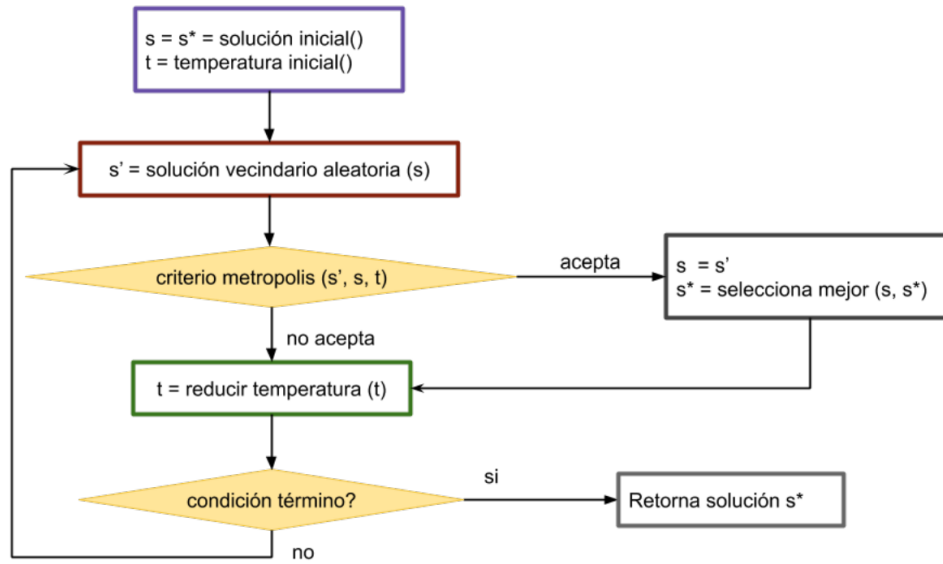 s = s* = solución inicial()
t = temperatura inicial()
s’ = solución vecindario aleatoria (s)
criterio metropolis (s’, s, t)
acepta
s = s’
s* = selecciona mejor (s, s*)
no acepta
t = reducir temperatura (t)
condición término?
si
Retorna solución s*
no